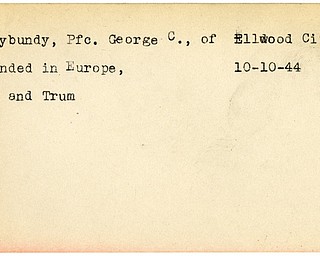 ybundy, Pfc. George C., of Ellwood Ci
nded in Europe, 10-10-44
and Trum